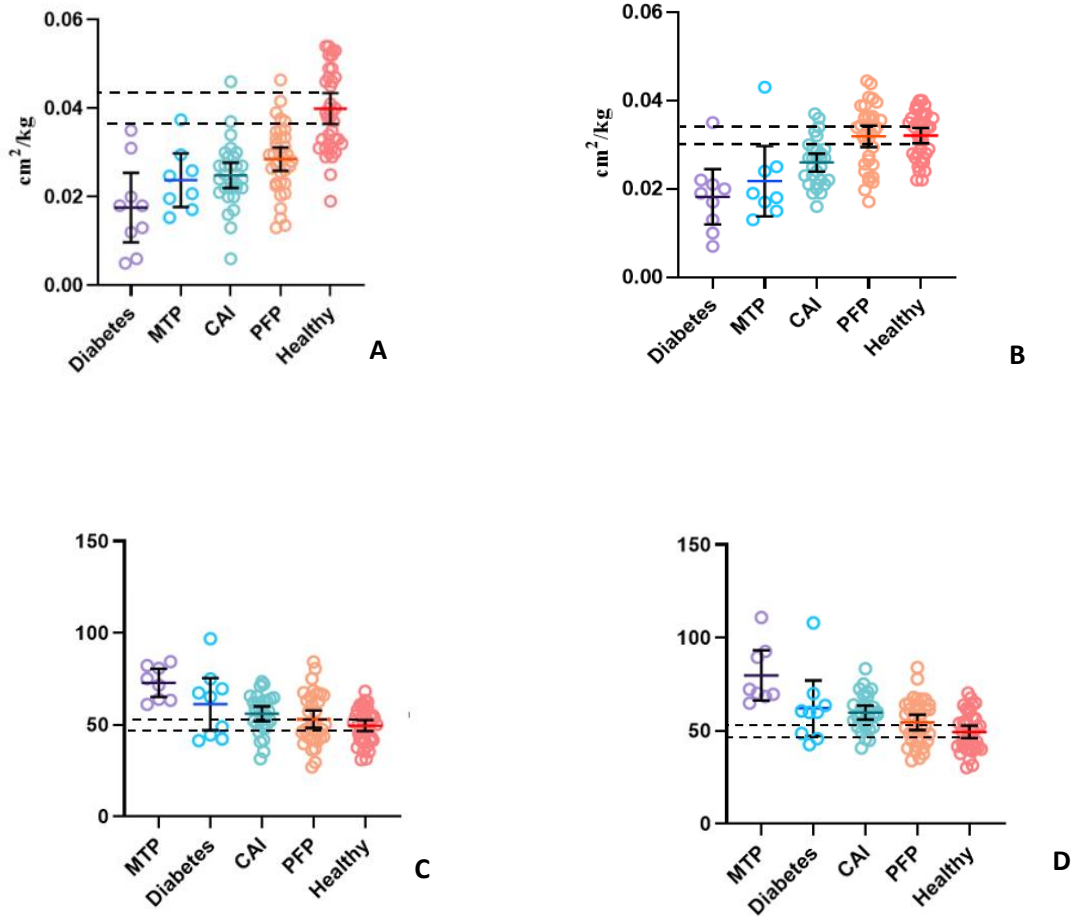 0.06
0.04
0.02
0.00
cm²/kg
Diabetes
MTP
CAI
PFP
Healthy
A
0.06
0.04
0.02
0.00
cm²/kg
Diabetes
MTP
CAI
PFP
Healthy
B
150
100
50
0
MTP
Diabetes
CAI
PFP
Healthy
C
150
100
50
0
MTP
Diabetes
CAI
PFP
Healthy
D